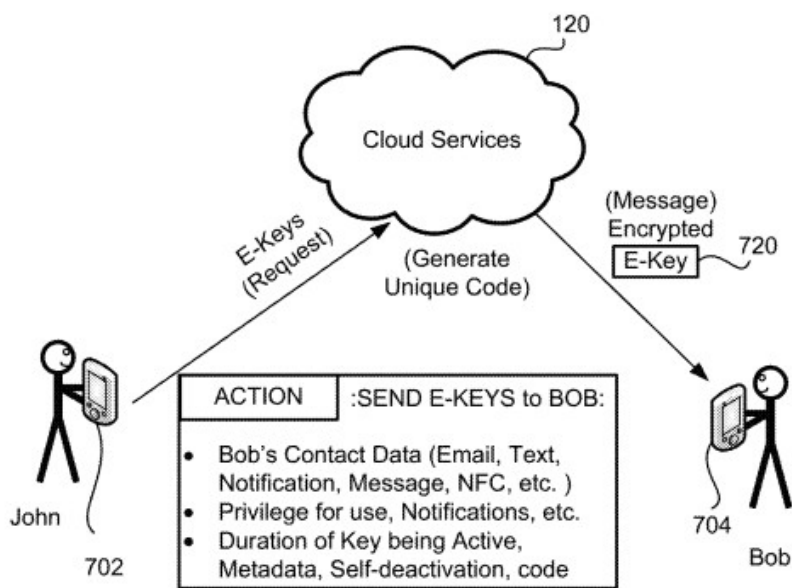 120
Cloud Services
E-Keys
(Request)
(Generate
Unique Code)
(Message)
Encrypted
E-Key
720
ACTION :SEND E-KEYS to BOB:
• Bob's Contact Data (Email, Text,
Notification, Message, NFC, etc. )
• Privilege for use, Notifications, etc.
• Duration of Key being Active,
Metadata, Self-deactivation, code
John
702
704
Bob